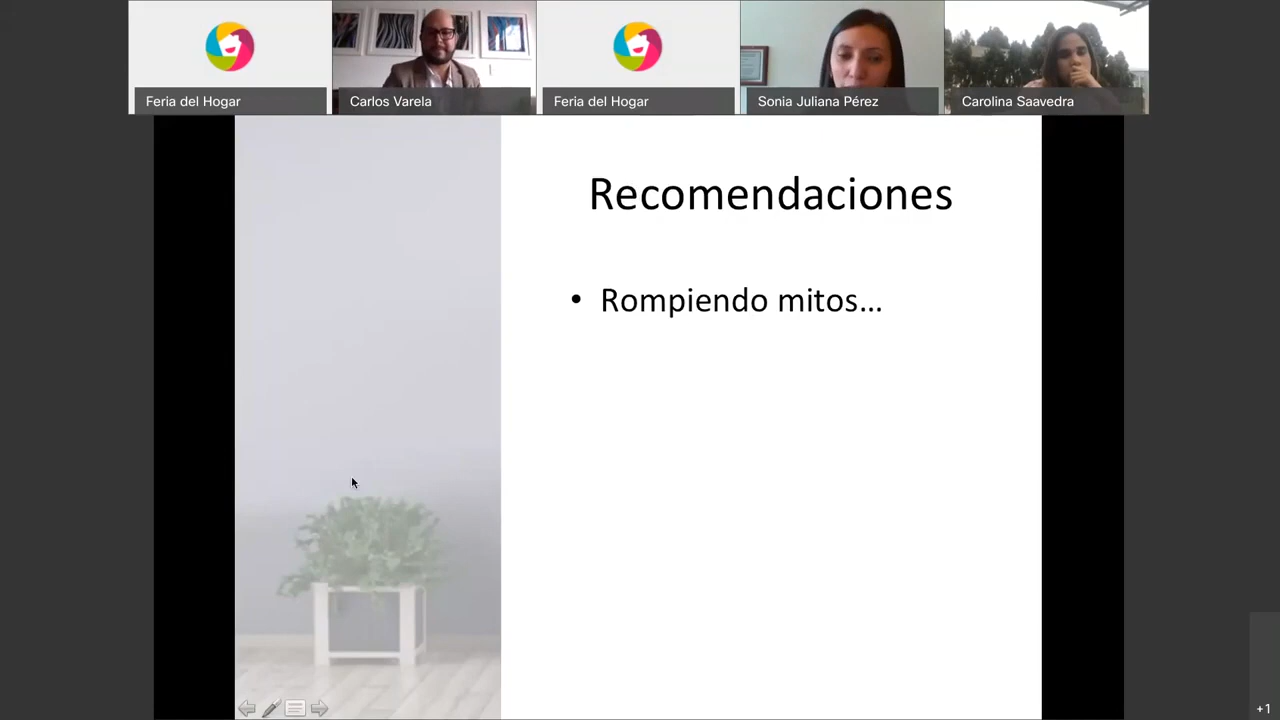 Feria del Hogar
Carlos Varela
Feria del Hogar
Sonia Juliana Pérez
Carolina Saavedra
Recomendaciones
• Rompiendo mitos...
+1